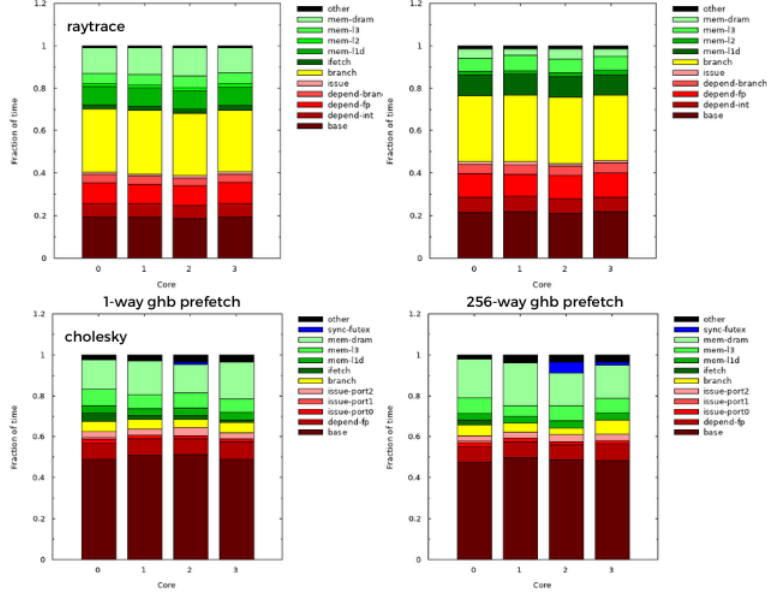 1.2
1
0.8
0.6
0.4
0.2
0
Fraction of time
raytrace
0 1 2 3
Core
other
mem-dram
mem-l3
mem-l2
mem-l1d
ifetch
branch
issue
depend-bran
depend-fp
depend-int
base
1.2
1
0.8
0.6
0.4
0.2
0
Fraction of time
0 1 2 3
Core
other
mem-dram
mem-l3
mem-l2
mem-l1d
branch
issue
depend-branch
depend-fp
depend-int
base
1-way ghb prefetch
256-way ghb prefetch
1.2
1
0.8
0.6
0.4
0.2
0
Fraction of time
cholesky
0 1 2 3
Core
other
sync-futex
mem-dram
mem-l3
mem-l1d
ifetch
branch
issue-port2
issue-port1
issue-port0
depend-fp
base
1.2
1
0.8
0.6
0.4
0.2
0
Fraction of time
0 1 2 3
Core
other
sync-futex
mem-dram
mem-l3
mem-l1d
ifetch
branch
issue-port2
issue-port1
issue-port0
depend-fp
base